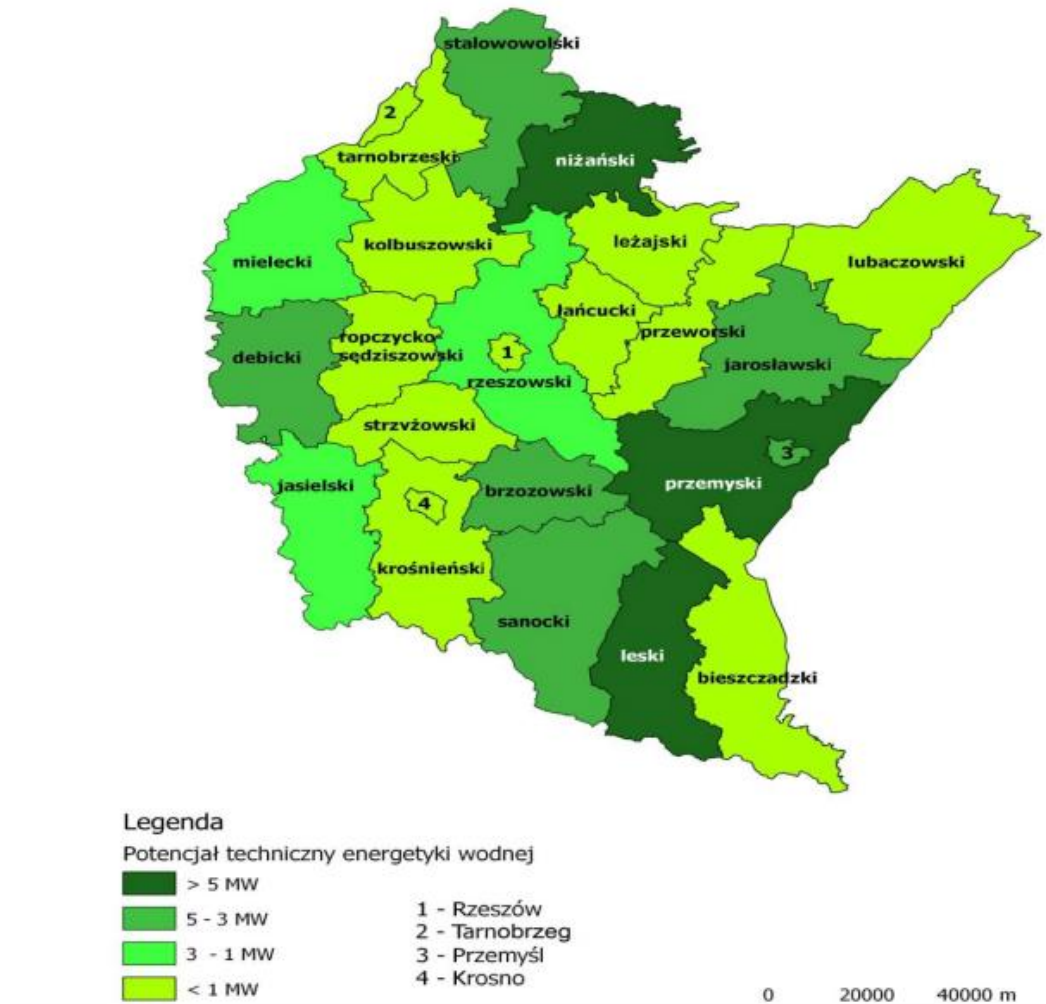 stalowowolski
2
tarnobrzeski
niżański
kolbuszowski
leżajski
mielecki
lubaczowski
łańcucki
ropczycko-
sędziszowski
przeworski
debicki
1
jarosławski
rzeszowski
strzyżowski
3
jasielski
brzozowski
przemyski
4
krośnieński
sanocki
leski
bieszczadzki
Legenda
Potencjał techniczny energetyki wodnej
> 5 MW
5 - 3 MW
3 - 1 MW
< 1 MW
1 - Rzeszów
2 - Tarnobrzeg
3 - Przemyśl
4 - Krosno
0 20000 40000 m